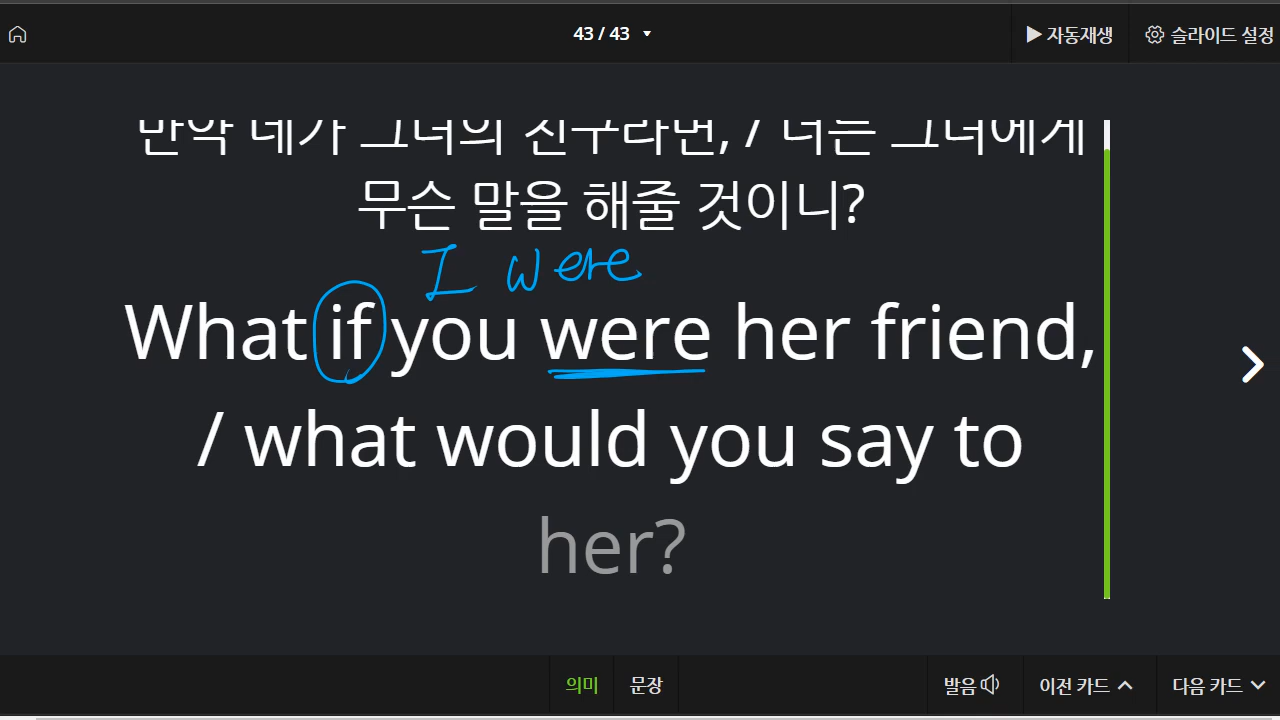 43 / 43
자동재생
슬라이드 설정
만약 네가 그녀의 친구라면, / 너는 그녀에게
무슨 말을 해줄 것이니?
I were
What if you were her friend,
/ what would you say to
her?
의미
문장
발음
이전 카드
다음 카드